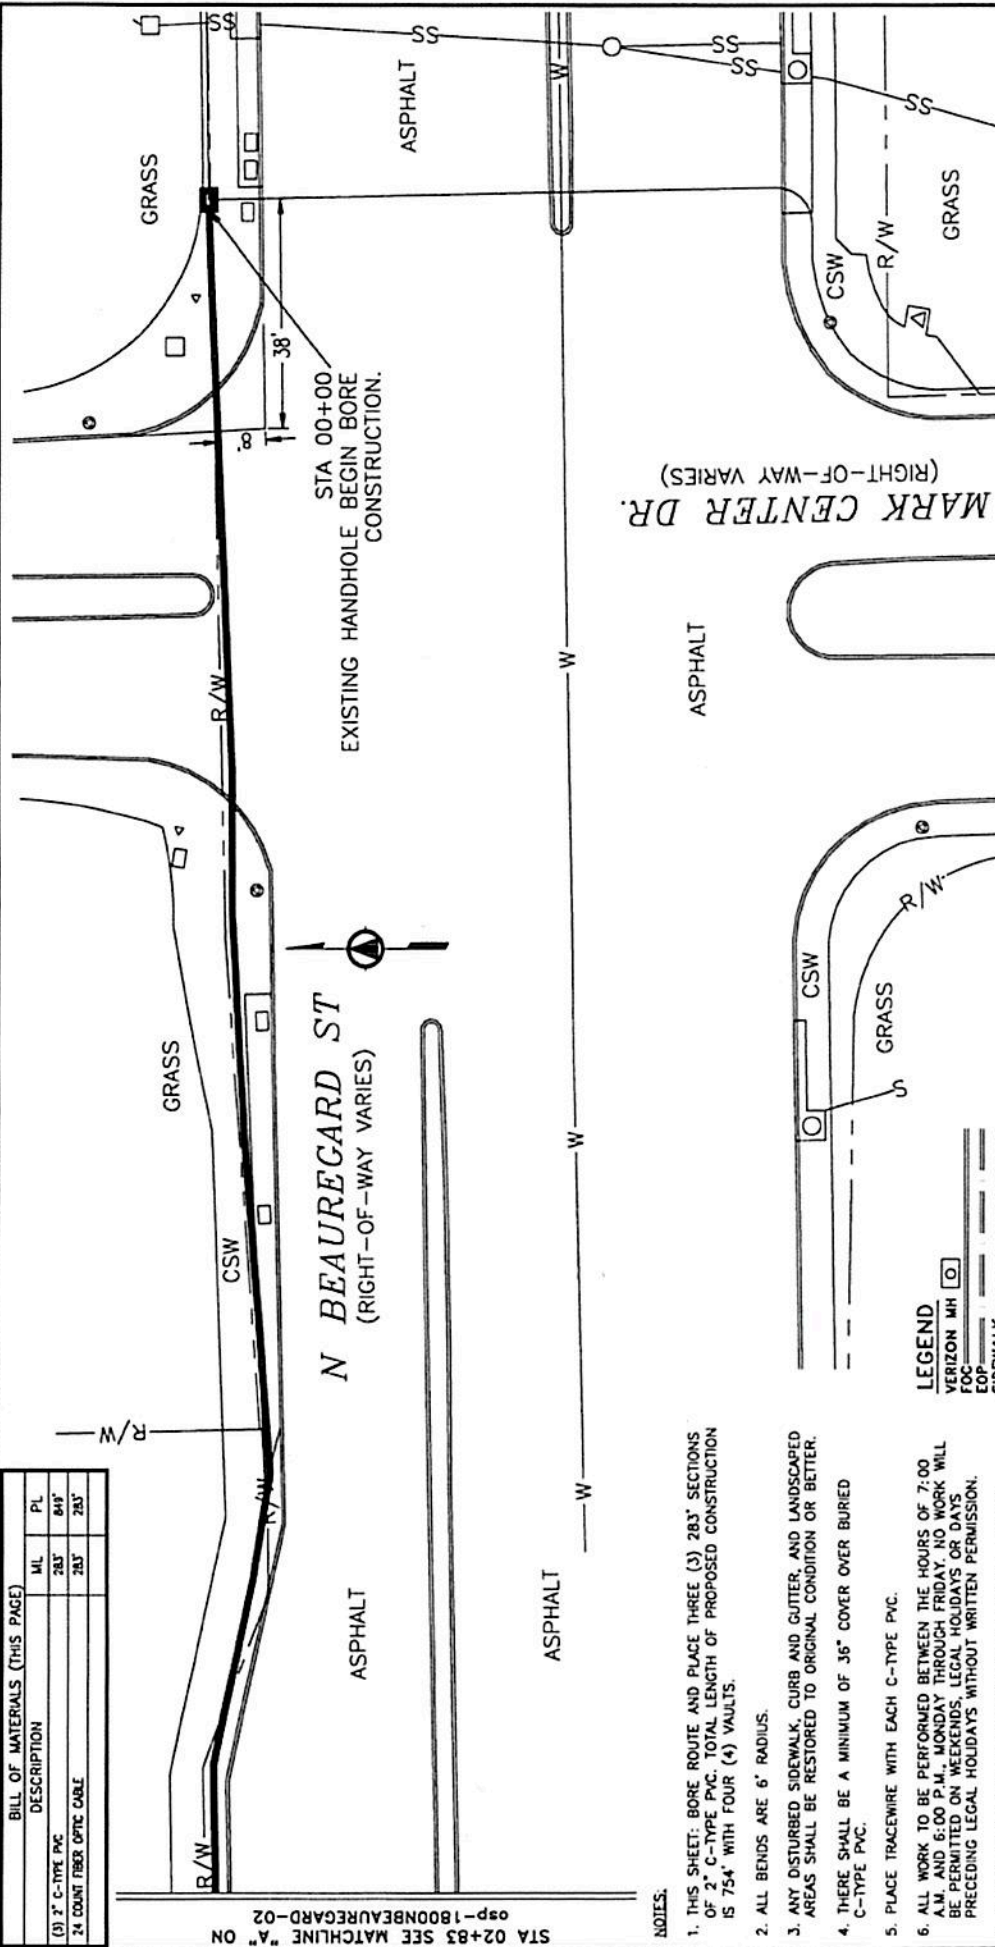 BILL OF MATERIALS (THIS PAGE)
DESCRIPTION ML PL
(3) 2" C-TYPE PVC 283' 849'
24 COUNT FIBER OPTIC CABLE 283' 283'
STA 02+83 SEE MATCHLINE "A" ON
osp-1800NBEAUREGARD-02
R/W
R/W
R/W
R/W
CSW
GRASS
R/W
GRASS
SS
SS
SS
SS
SS
ASPHALT
W
38'
8'
STA 00+00
EXISTING HANDHOLE BEGIN BORE
CONSTRUCTION.
N BEAUREGARD ST
(RIGHT-OF-WAY VARIES)
ASPHALT
ASPHALT
W
W
W
ASPHALT
MARK CENTER DR.
(RIGHT-OF-WAY VARIES)
CSW
R/W
GRASS
CSW
R/W
GRASS
S
NOTES:
1. THIS SHEET: BORE ROUTE AND PLACE THREE (3) 283' SECTIONS
OF 2" C-TYPE PVC. TOTAL LENGTH OF PROPOSED CONSTRUCTION
IS 754' WITH FOUR (4) VAULTS.
2. ALL BENDS ARE 6' RADIUS.
3. ANY DISTURBED SIDEWALK, CURB AND GUTTER, AND LANDSCAPED
AREAS SHALL BE RESTORED TO ORIGINAL CONDITION OR BETTER.
4. THERE SHALL BE A MINIMUM OF 36" COVER OVER BURIED
C-TYPE PVC.
5. PLACE TRACEWIRE WITH EACH C-TYPE PVC.
6. ALL WORK TO BE PERFORMED BETWEEN THE HOURS OF 7:00
A.M. AND 6:00 P.M., MONDAY THROUGH FRIDAY. NO WORK WILL
BE PERMITTED ON WEEKENDS, LEGAL HOLIDAYS OR DAYS
PRECEDING LEGAL HOLIDAYS WITHOUT WRITTEN PERMISSION.
LEGEND
VERIZON MH
FOC
EOP